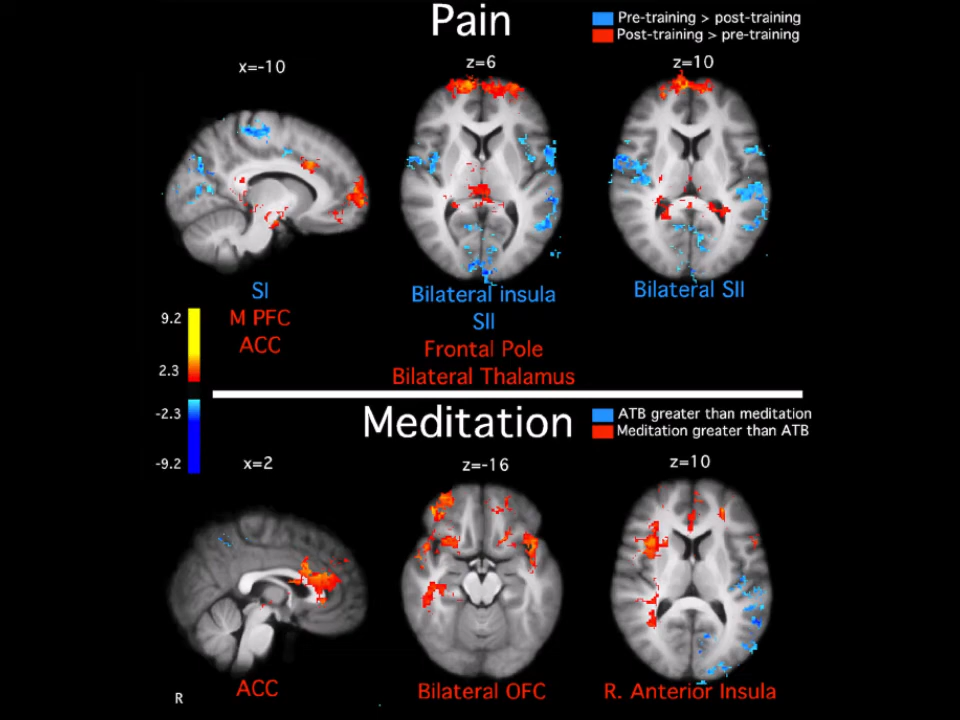 Pain
Pre-training > post-training
Post-training > pre-training
x=-10
z=6
z=10
SI
M PFC
ACC
Bilateral insula
SII
Frontal Pole
Bilateral Thalamus
Bilateral SII
9.2
2.3
-2.3
-9.2
Meditation
ATB greater than meditation
Meditation greater than ATB
x=2
z=-16
z=10
R
ACC
Bilateral OFC
R. Anterior Insula